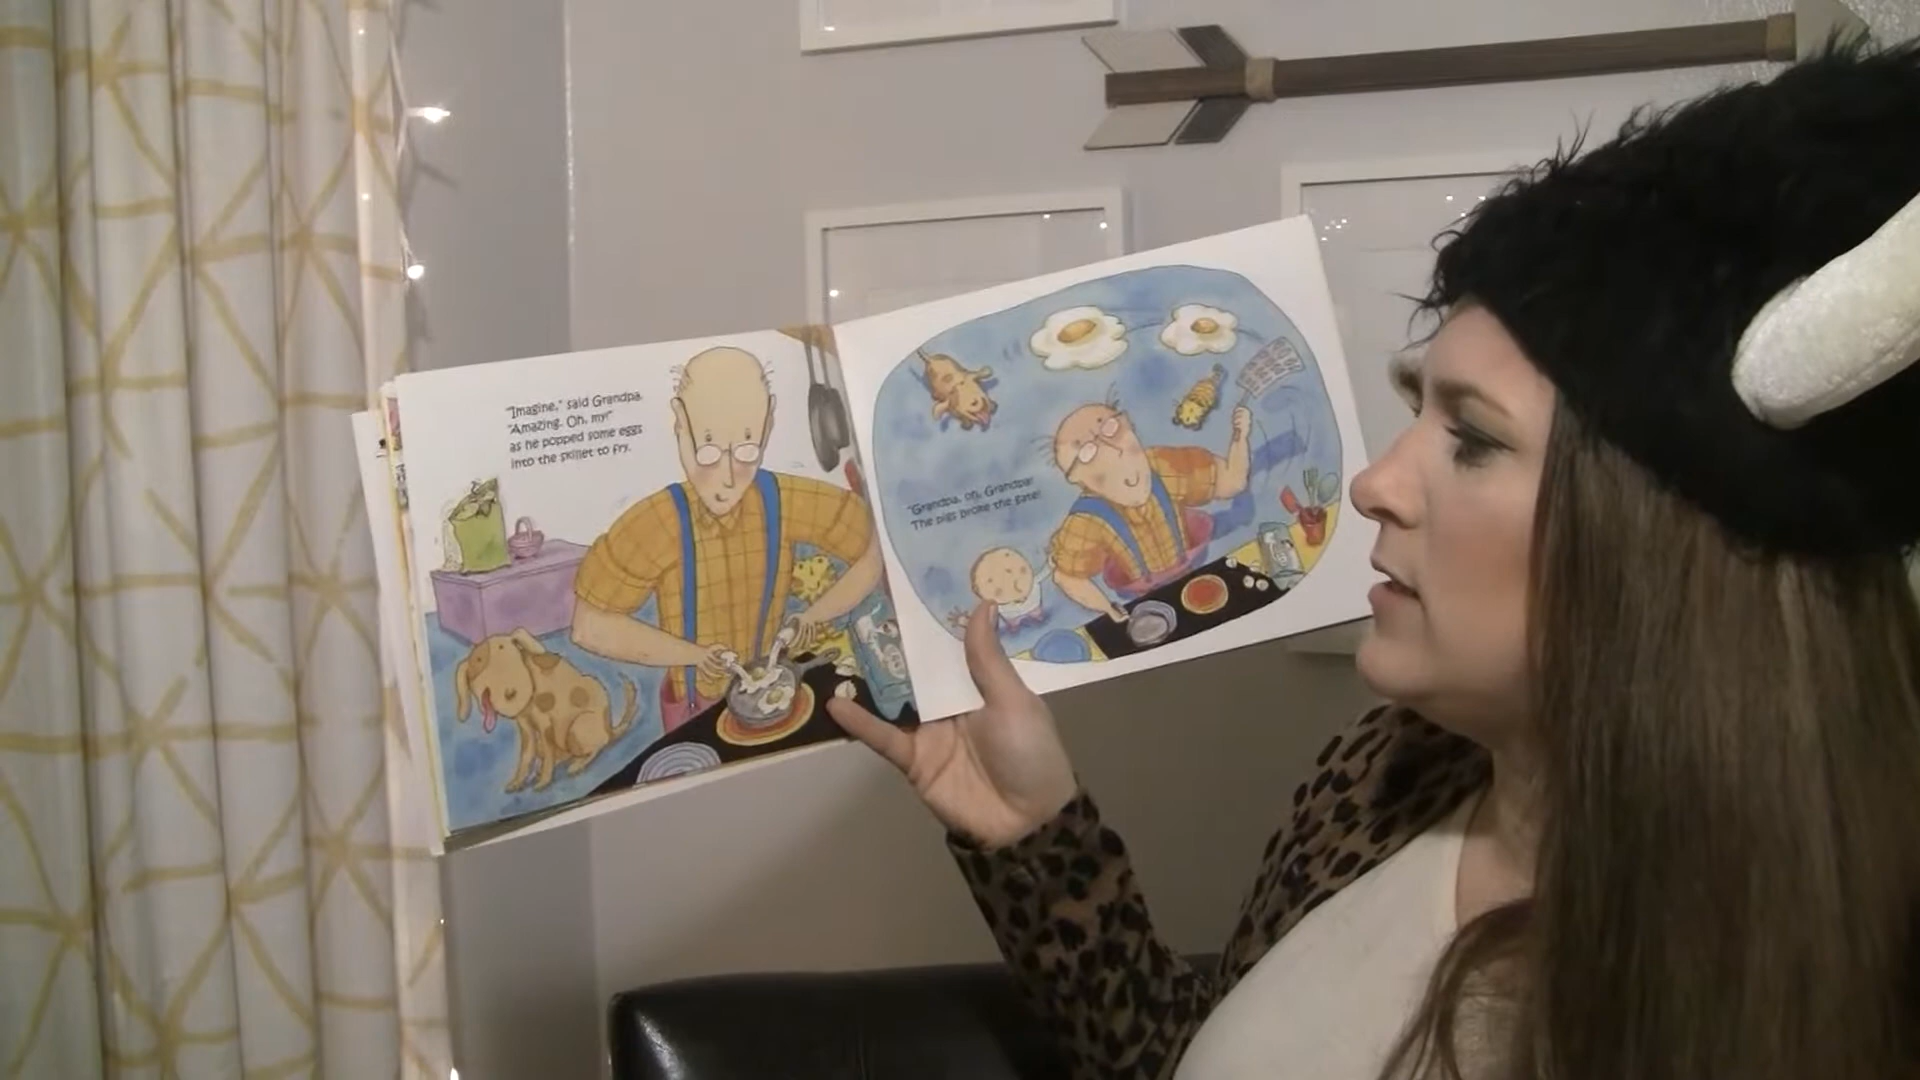 "Imagine," said Grandpa.
"Amazing. Oh, my!"
as he popped some eggs
into the skillet to fry.
"Grandpa, oh, Grandpa!
The pigs broke the gate!